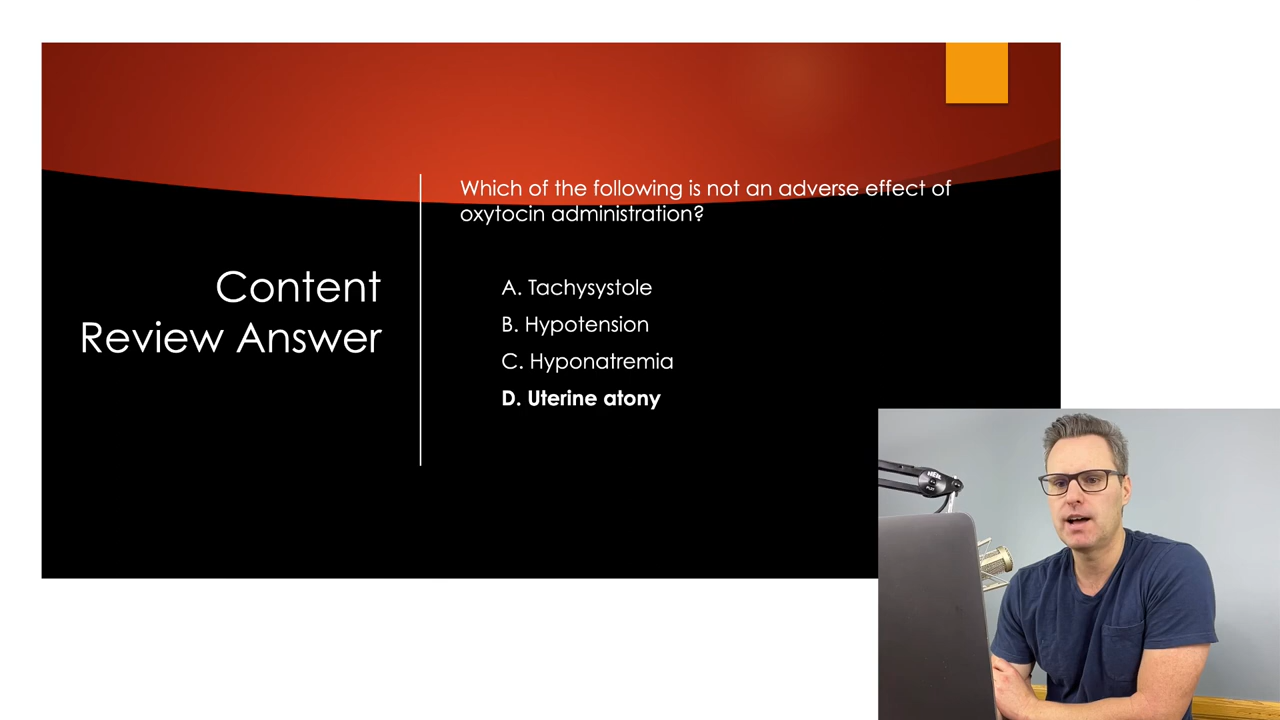 Which of the following is not an adverse effect of
oxytocin administration?
Content
Review Answer
A. Tachysystole
B. Hypotension
C. Hyponatremia
D. Uterine atony